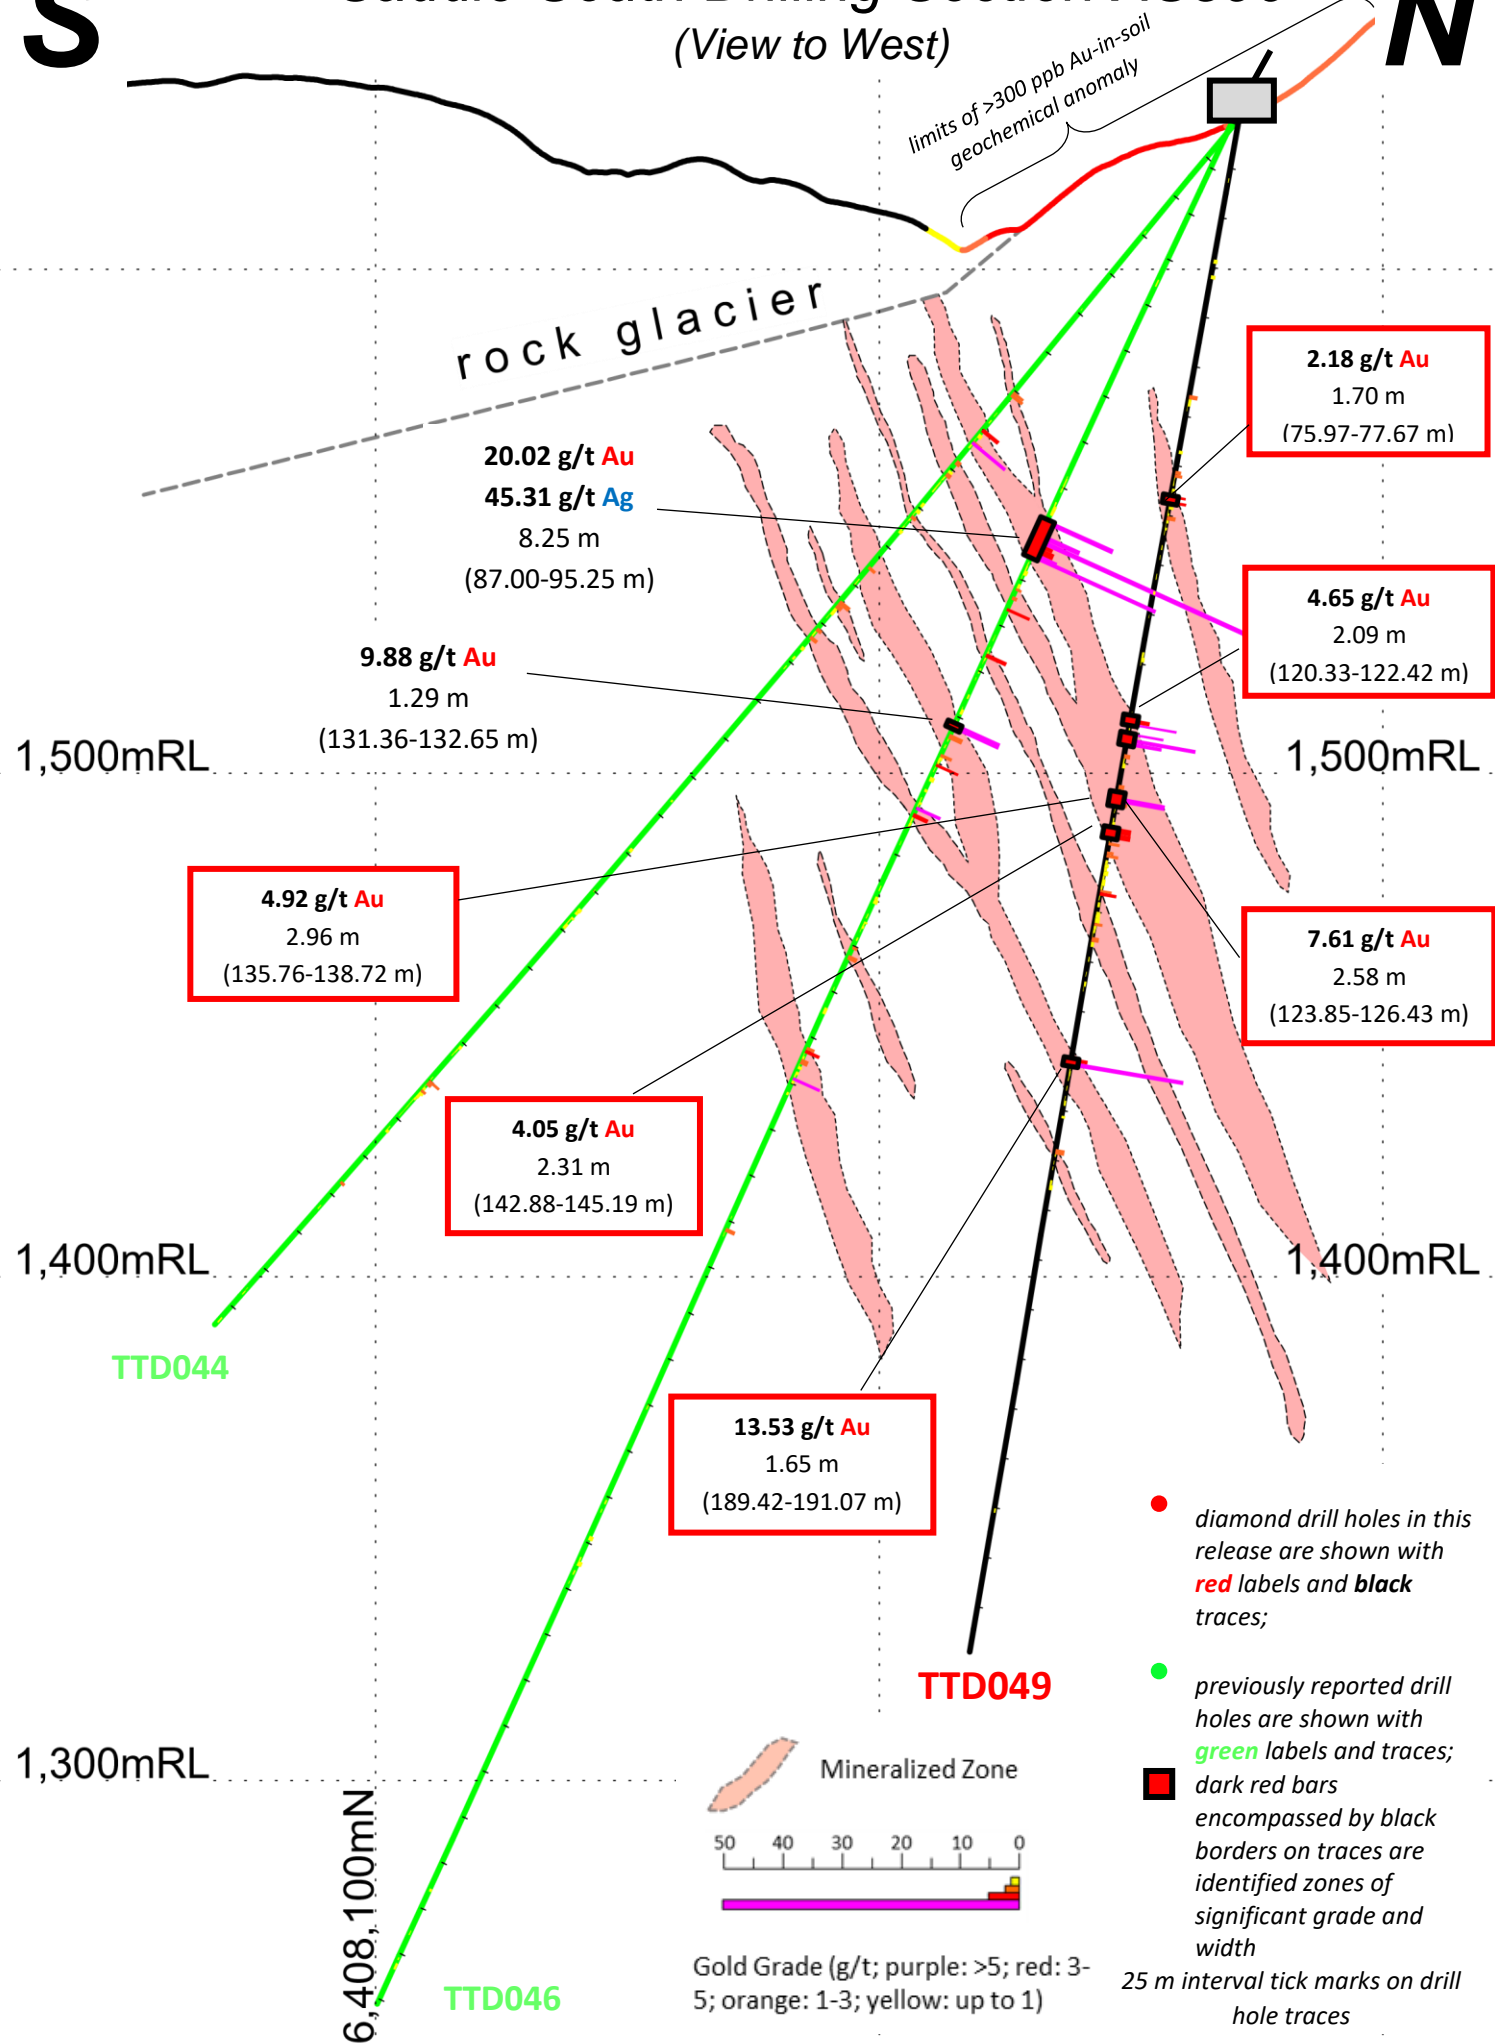 S
N
(View to West)
limits of >300 ppb Au-in-soil
geochemical anomaly
rock glacier
2.18 g/t Au
1.70 m
(75.97-77.67 m)
20.02 g/t Au
45.31 g/t Ag
8.25 m
(87.00-95.25 m)
4.65 g/t Au
2.09 m
(120.33-122.42 m)
9.88 g/t Au
1.29 m
(131.36-132.65 m)
1,500mRL
1,500mRL
4.92 g/t Au
2.96 m
(135.76-138.72 m)
7.61 g/t Au
2.58 m
(123.85-126.43 m)
4.05 g/t Au
2.31 m
(142.88-145.19 m)
1,400mRL
1,400mRL
TTD044
13.53 g/t Au
1.65 m
(189.42-191.07 m)
diamond drill holes in this
release are shown with
red labels and black
traces;
TTD049
previously reported drill
holes are shown with
green labels and traces;
1,300mRL
Mineralized Zone
dark red bars
encompassed by black
borders on traces are
identified zones of
significant grade and
width
50 40 30 20 10 0
6,408,100mN
Gold Grade (g/t; purple: >5; red: 3-
5; orange: 1-3; yellow: up to 1)
25 m interval tick marks on drill
hole traces
TTD046